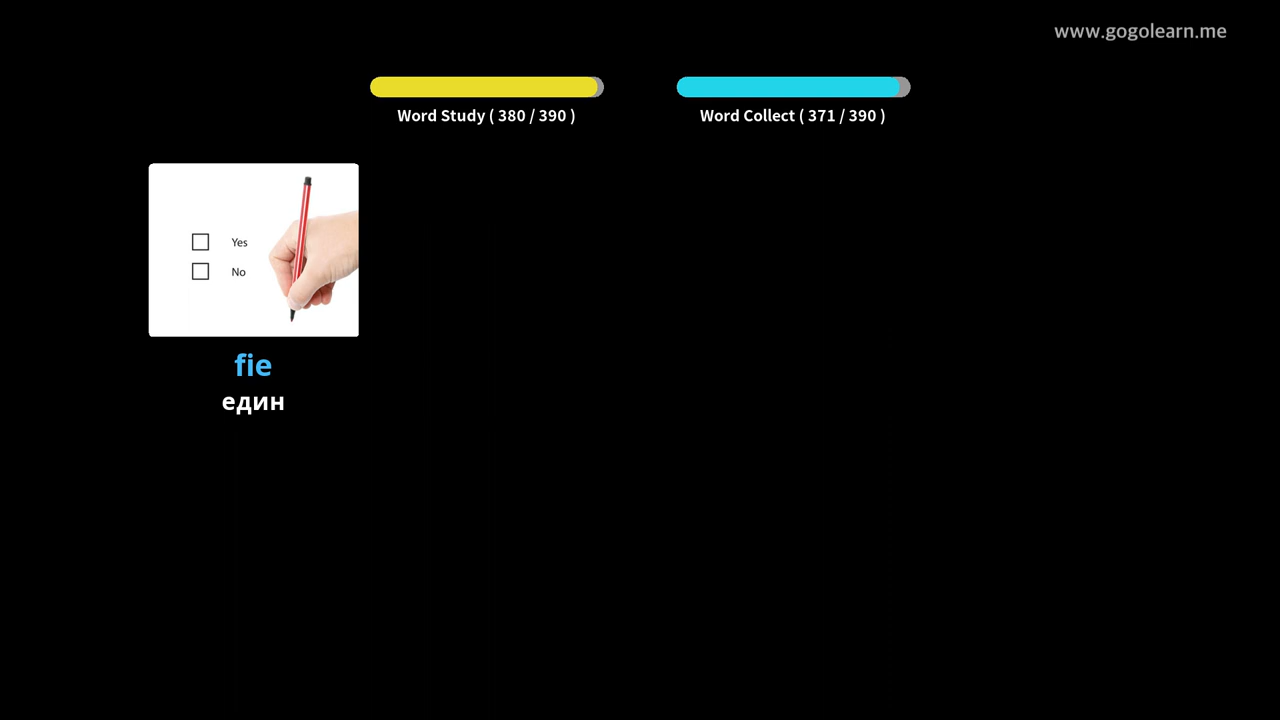 www.gogolearn.me
Word Study ( 380 / 390 )
Word Collect ( 371 / 390 )
Yes
No
fie
един